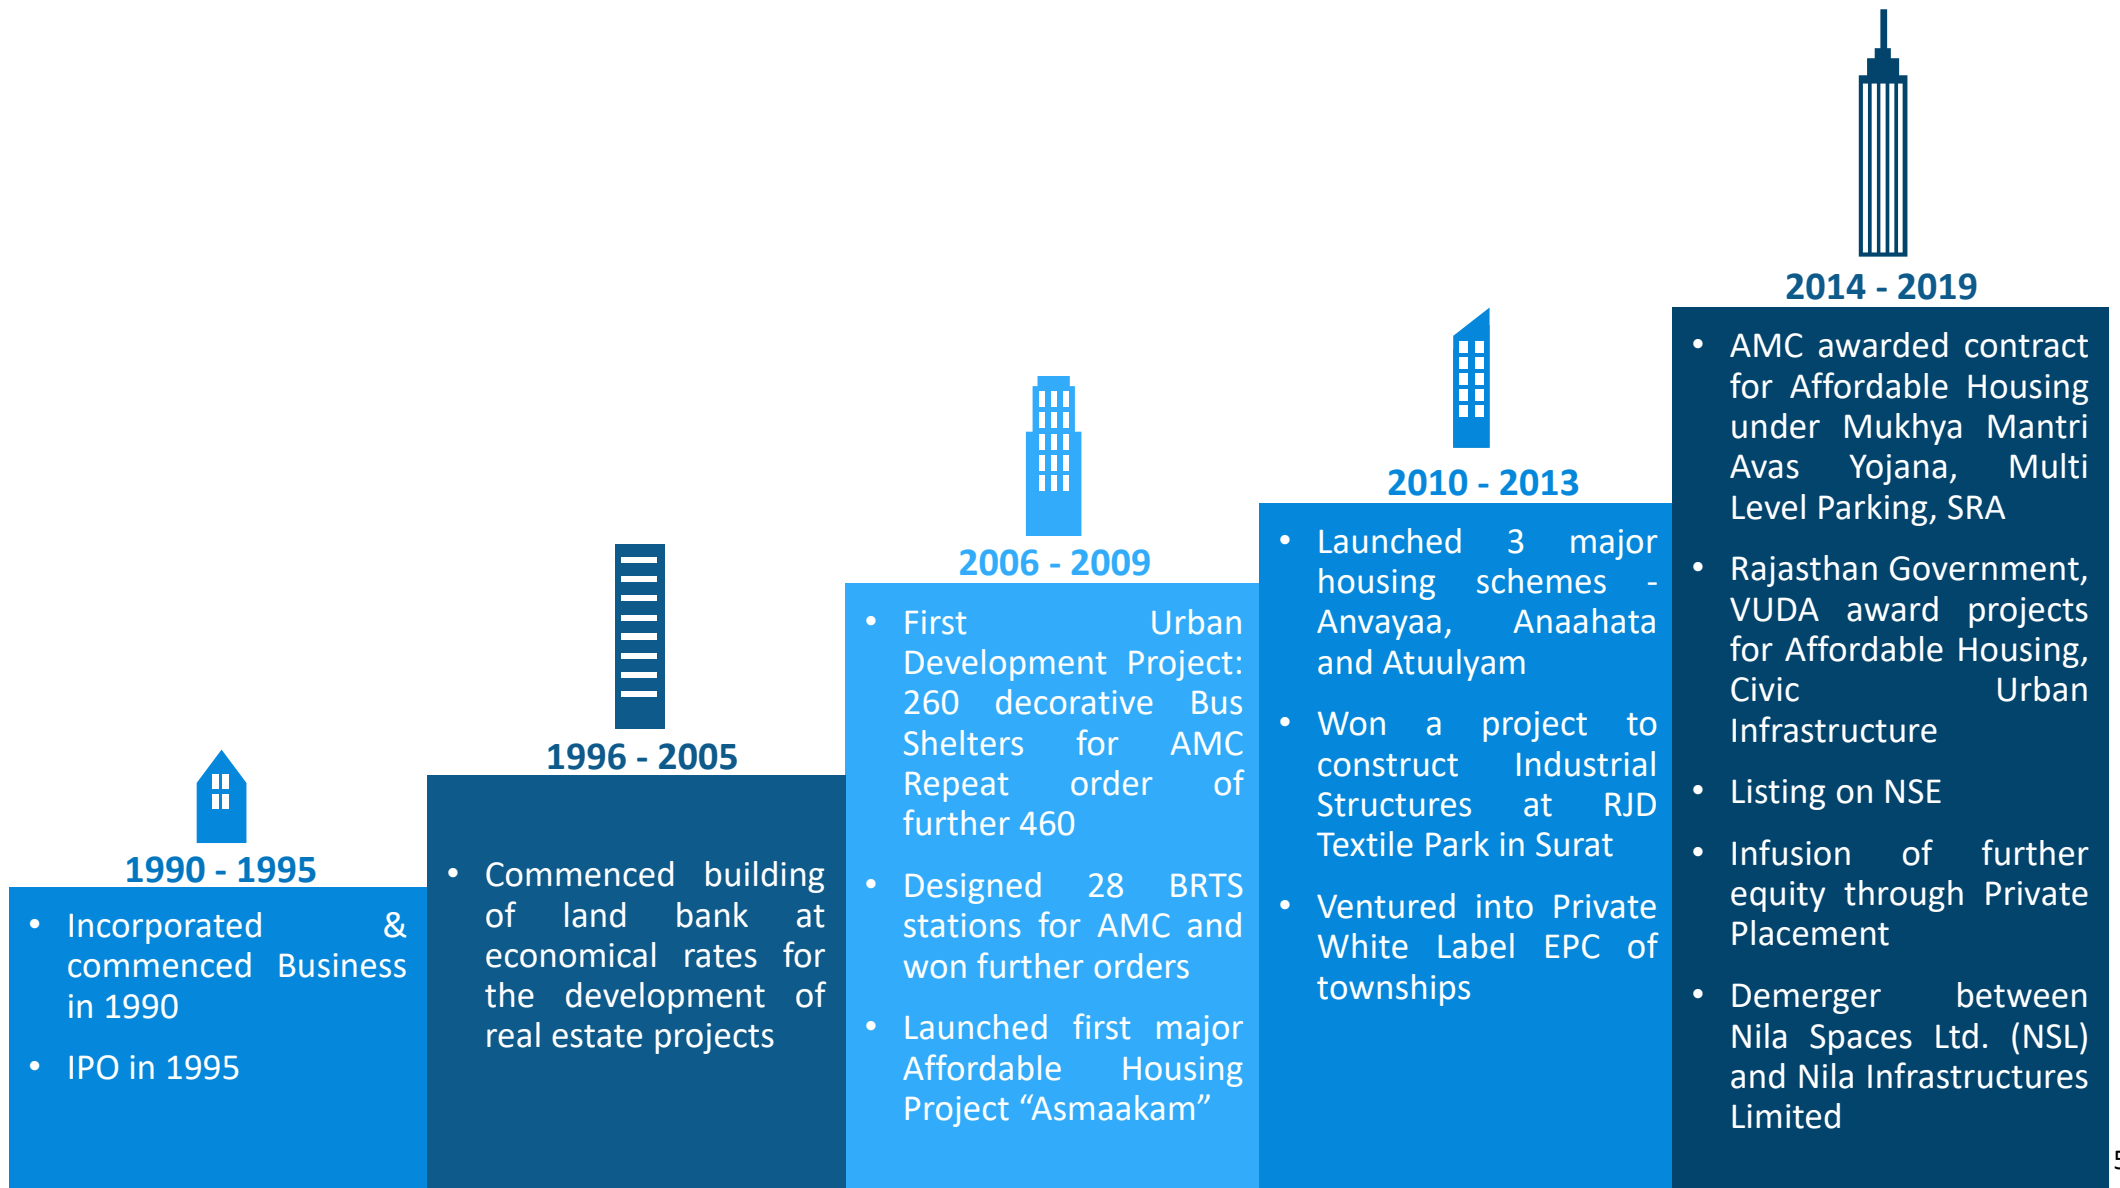 1990 - 1995
• Incorporated &
commenced Business
in 1990
• IPO in 1995
1996 - 2005
• Commenced building
of land bank at
economical rates for
the development of
real estate projects
2006 - 2009
• First Urban
Development Project:
260 decorative Bus
Shelters for AMC
Repeat order of
further 460
• Designed 28 BRTS
stations for AMC and
won further orders
• Launched first major
Affordable Housing
Project “Asmaakam”
2010 - 2013
• Launched 3 major
housing schemes -
Anvayaa, Anaahata
and Atuulyam
• Won a project to
construct Industrial
Structures at RJD
Textile Park in Surat
• Ventured into Private
White Label EPC of
townships
2014 - 2019
• AMC awarded contract
for Affordable Housing
under Mukhya Mantri
Avas Yojana, Multi
Level Parking, SRA
• Rajasthan Government,
VUDA award projects
for Affordable Housing,
Civic Urban
Infrastructure
• Listing on NSE
• Infusion of further
equity through Private
Placement
• Demerger between
Nila Spaces Ltd. (NSL)
and Nila Infrastructures
Limited
5